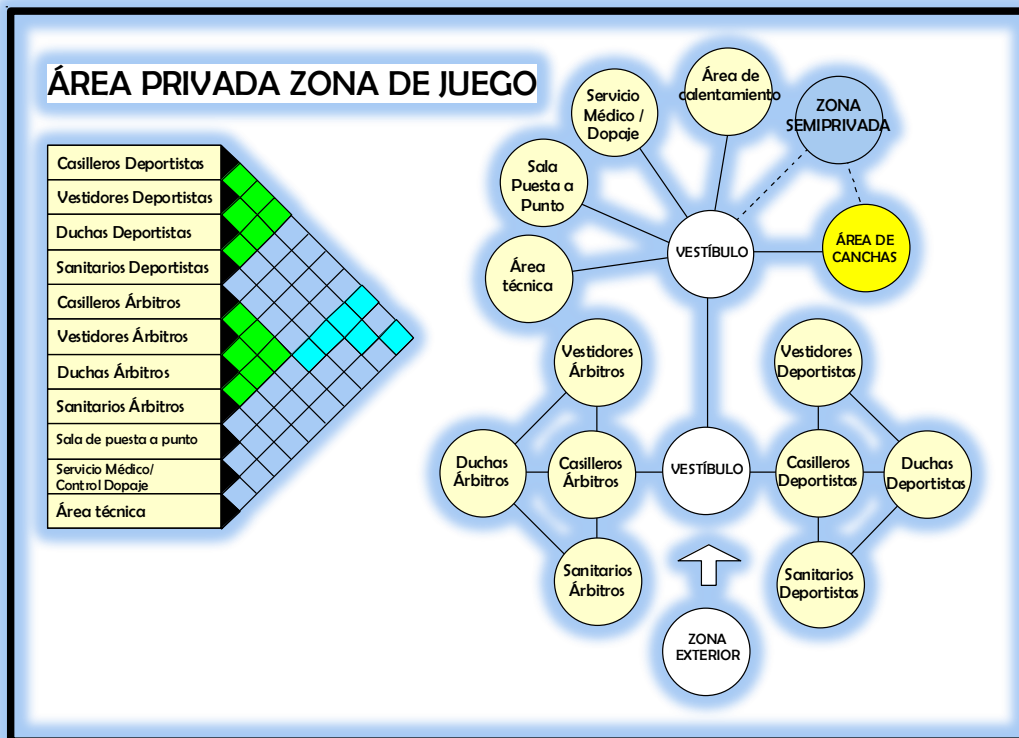 ÁREA PRIVADA ZONA DE JUEGO
Casilleros Deportistas
Vestidores Deportistas
Duchas Deportistas
Sanitarios Deportistas
Casilleros Árbitros
Vestidores Árbitros
Duchas Árbitros
Sanitarios Árbitros
Sala de puesta a punto
Servicio Médico/
Control Dopaje
Área técnica
Área de
calentamiento
Servicio
Médico /
Dopaje
ZONA
SEMIPRIVADA
Sala
Puesta a
Punto
VESTÍBULO
ÁREA DE
CANCHAS
Área
técnica
Vestidores
Árbitros
Vestidores
Deportistas
Duchas
Árbitros
Casilleros
Árbitros
VESTÍBULO
Casilleros
Deportistas
Duchas
Deportistas
Sanitarios
Árbitros
Sanitarios
Deportistas
ZONA
EXTERIOR